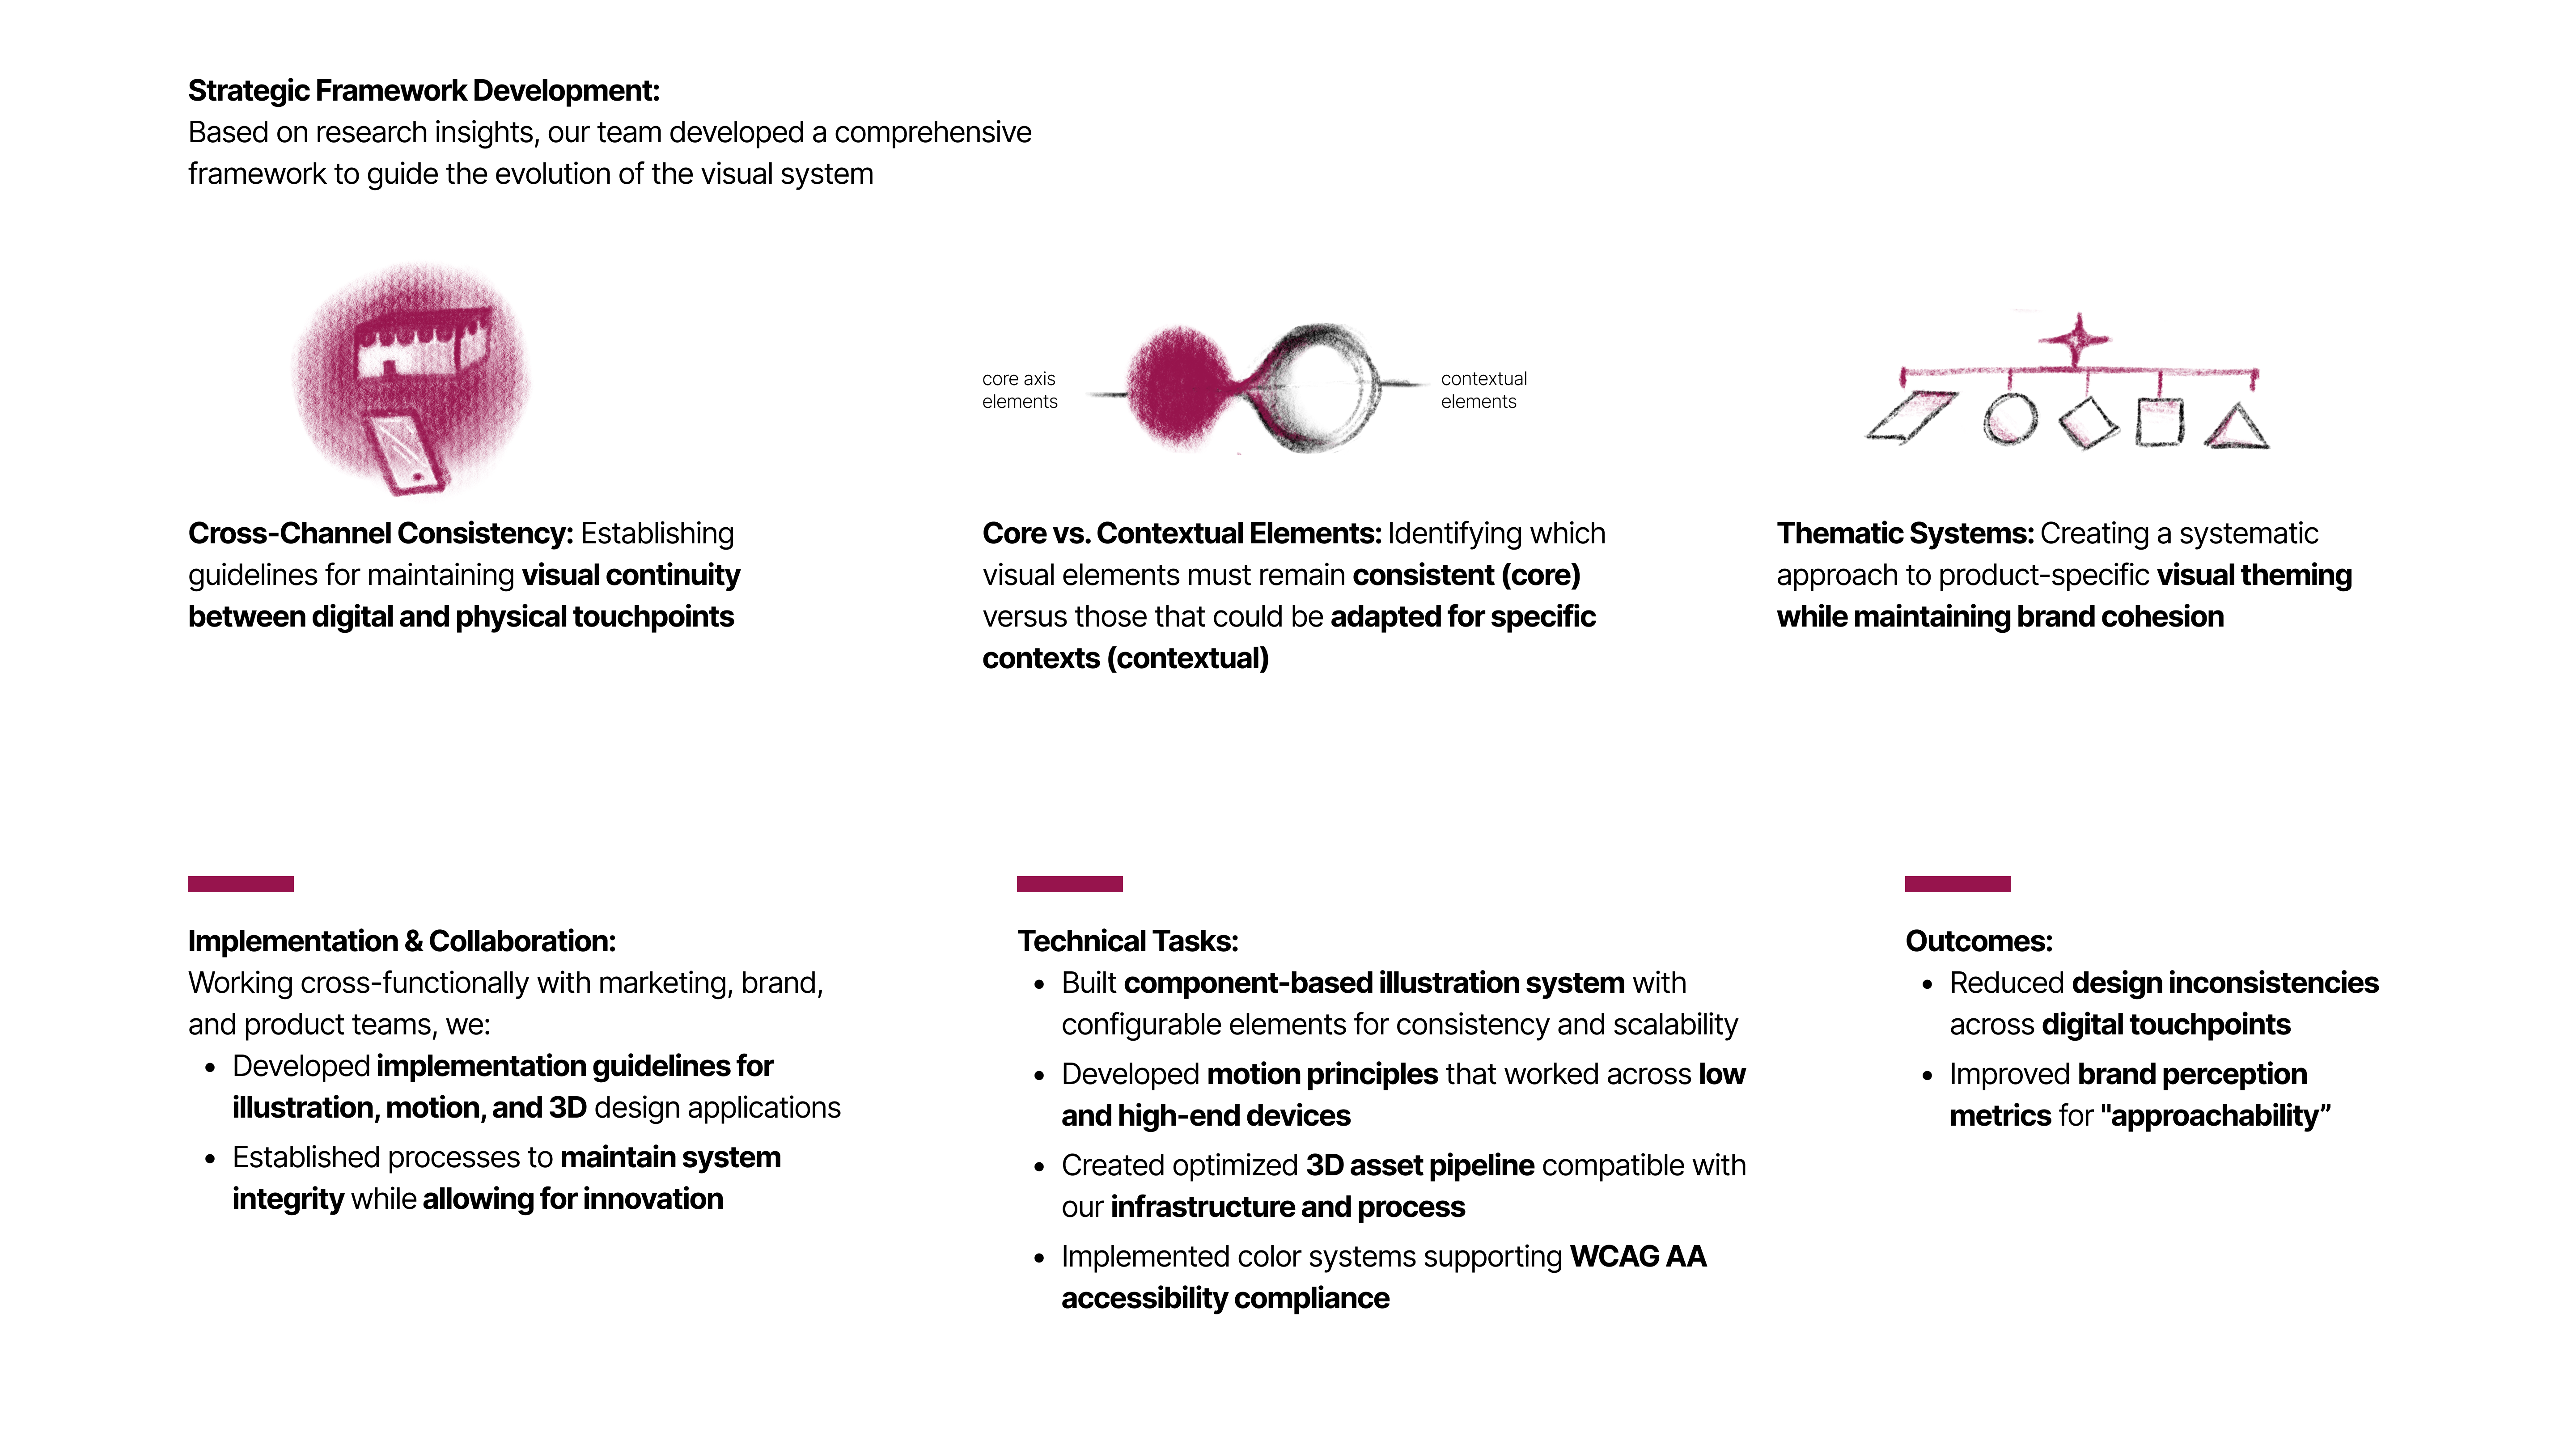 Strategic Framework Development:
Based on research insights, our team developed a comprehensive
framework to guide the evolution of the visual system
core axis
elements
contextual
elements
Cross-Channel Consistency: Establishing
guidelines for maintaining visual continuity
between digital and physical touchpoints
Core vs. Contextual Elements: Identifying which
visual elements must remain consistent (core)
versus those that could be adapted for specific
contexts (contextual)
Thematic Systems: Creating a systematic
approach to product-specific visual theming
while maintaining brand cohesion
Implementation & Collaboration:
Working cross-functionally with marketing, brand,
and product teams, we:
• Developed implementation guidelines for
illustration, motion, and 3D design applications
• Established processes to maintain system
integrity while allowing for innovation
Technical Tasks:
• Built component-based illustration system with
configurable elements for consistency and scalability
• Developed motion principles that worked across low
and high-end devices
• Created optimized 3D asset pipeline compatible with
our infrastructure and process
• Implemented color systems supporting WCAG AA
accessibility compliance
Outcomes:
• Reduced design inconsistencies
across digital touchpoints
• Improved brand perception
metrics for "approachability”